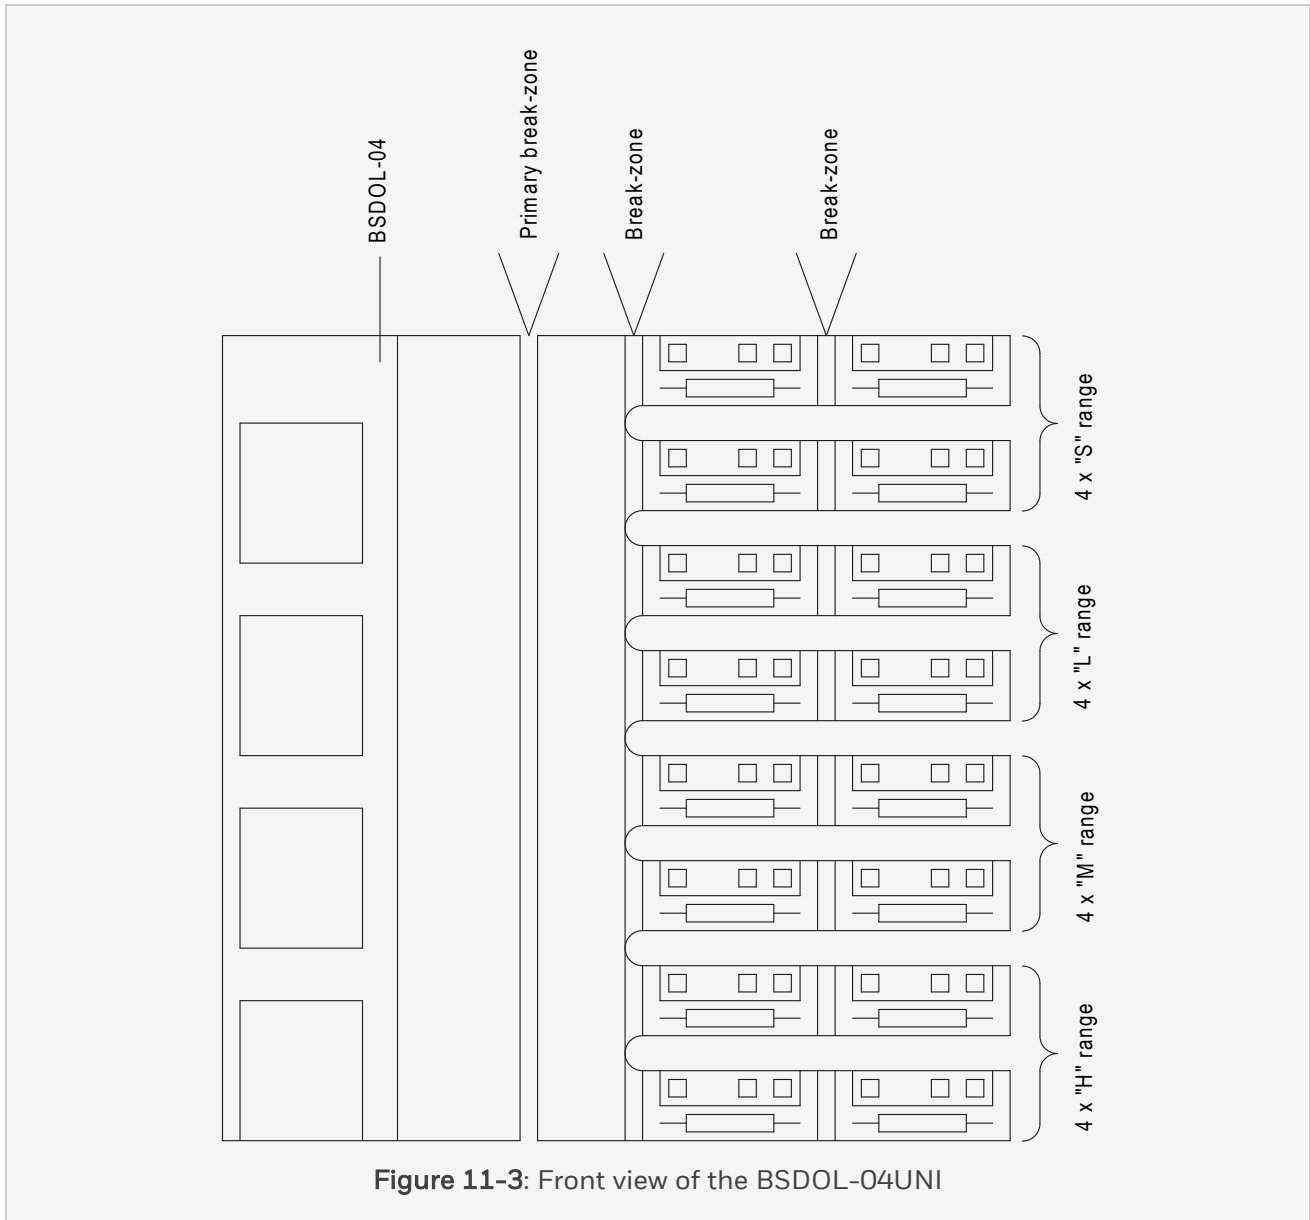 BSDOL-04
Primary break-zone
Break-zone
Break-zone
4 x "S" range
4 x "L" range
4 x "M" range
4 x "H" range
Figure 11-3: Front view of the BSDOL-04UNI